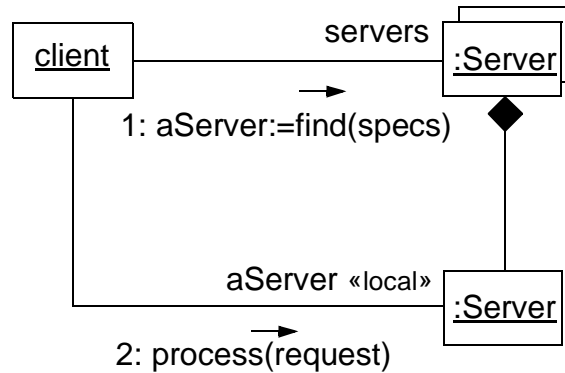 servers
client
:Server
1: aServer:=find(specs)
aServer «local»
:Server
2: process(request)